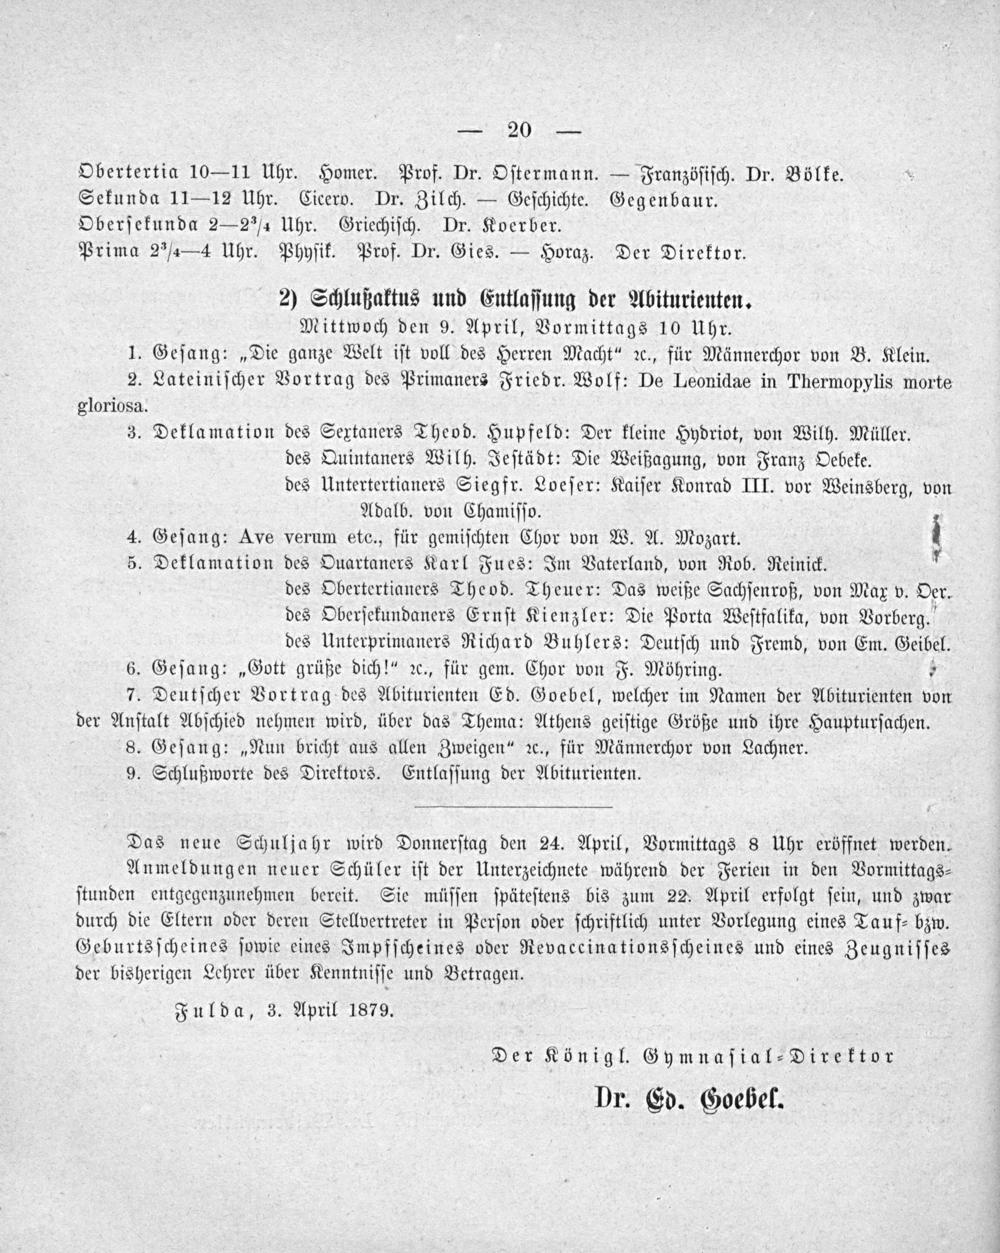 — 20 —
Obertertia 10—11 Uhr. Homer. Prof. Dr. Ostermann. — Französisch. Dr. Bölke.
Sekunda 11—12 Uhr. Cicero. Dr. Zilch. — Geschichte. Gegenbaur.
Obersekunda 2—2³/₄ Uhr. Griechisch. Dr. Koerber.
Prima 2³/₄—4 Uhr. Physik. Prof. Dr. Gies. — Horaz. Der Direktor.
2) Schlußaktus und Entlassung der Abiturienten.
Mittwoch den 9. April, Vormittags 10 Uhr.
1. Gesang: „Die ganze Welt ist voll des Herren Macht“ ꝛc., für Männerchor von B. Klein.
2. Lateinischer Vortrag des Primaners Friedr. Wolf: De Leonidae in Thermopylis morte
gloriosa.
3. Deklamation des Sextaners Theod. Hupfeld: Der kleine Hydriot, von Wilh. Müller.
des Quintaners Wilh. Jestädt: Die Weißagung, von Franz Oebeke.
des Untertertianers Siegfr. Loeser: Kaiser Konrad III. vor Weinsberg, von
Adalb. von Chamisso.
4. Gesang: Ave verum etc., für gemischten Chor von W. A. Mozart.
5. Deklamation des Quartaners Karl Fues: Im Vaterland, von Rob. Reinick.
des Obertertianers Theod. Theuer: Das weiße Sachsenroß, von Max v. Oer.
des Obersekundaners Ernst Kienzler: Die Porta Westfalika, von Vorberg.
des Unterprimaners Richard Buhlers: Deutsch und Fremd, von Em. Geibel.
6. Gesang: „Gott grüße dich!“ ꝛc., für gem. Chor von F. Möhring.
7. Deutscher Vortrag des Abiturienten Ed. Goebel, welcher im Namen der Abiturienten von
der Anstalt Abschied nehmen wird, über das Thema: Athens geistige Größe und ihre Hauptursachen.
8. Gesang: „Nun bricht aus allen Zweigen“ ꝛc., für Männerchor von Lachner.
9. Schlußworte des Direktors. Entlassung der Abiturienten.
Das neue Schuljahr wird Donnerstag den 24. April, Vormittags 8 Uhr eröffnet werden.
Anmeldungen neuer Schüler ist der Unterzeichnete während der Ferien in den Vormittags-
stunden entgegenzunehmen bereit. Sie müssen spätestens bis zum 22. April erfolgt sein, und zwar
durch die Eltern oder deren Stellvertreter in Person oder schriftlich unter Vorlegung eines Tauf- bzw.
Geburtsscheines sowie eines Impfscheines oder Revaccinationsscheines und eines Zeugnisses
der bisherigen Lehrer über Kenntnisse und Betragen.
Fulda, 3. April 1879.
Der Königl. Gymnasial-Direktor
Dr. Ed. Goebel.